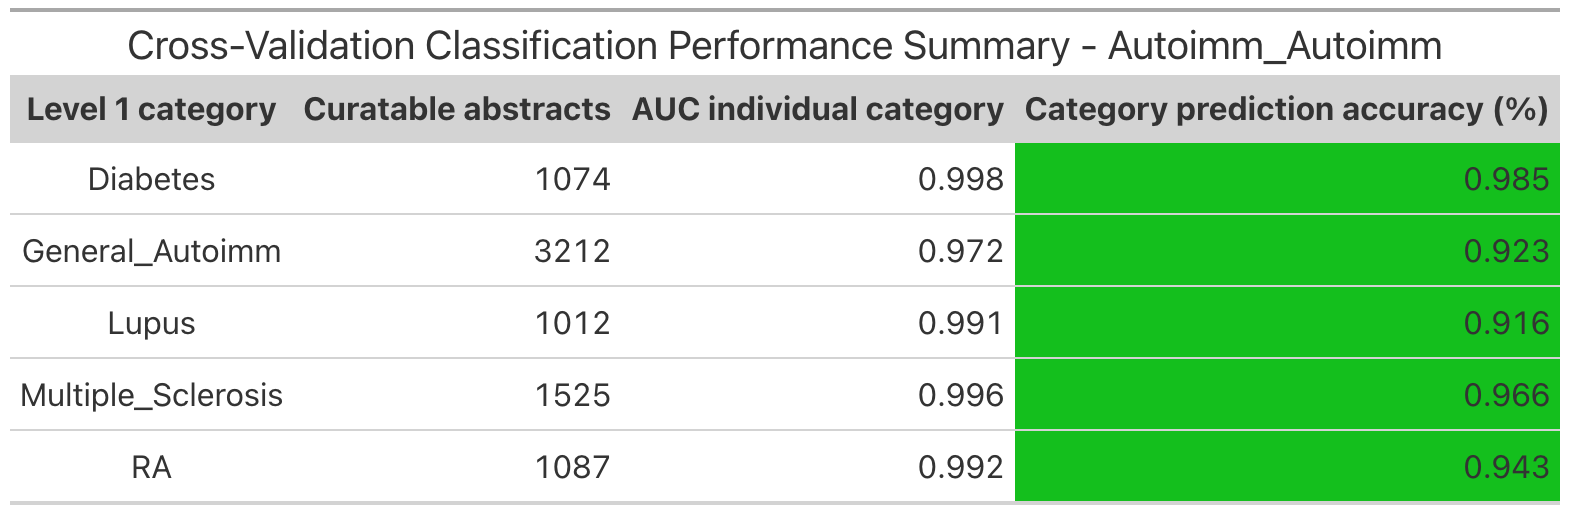 Cross-Validation Classification Performance Summary - Autoimm_Autoimm
Level 1 category Curatable abstracts AUC individual category Category prediction accuracy (%)
Diabetes 1074 0.998 0.985
General_Autoimm 3212 0.972 0.923
Lupus 1012 0.991 0.916
Multiple_Sclerosis 1525 0.996 0.966
RA 1087 0.992 0.943